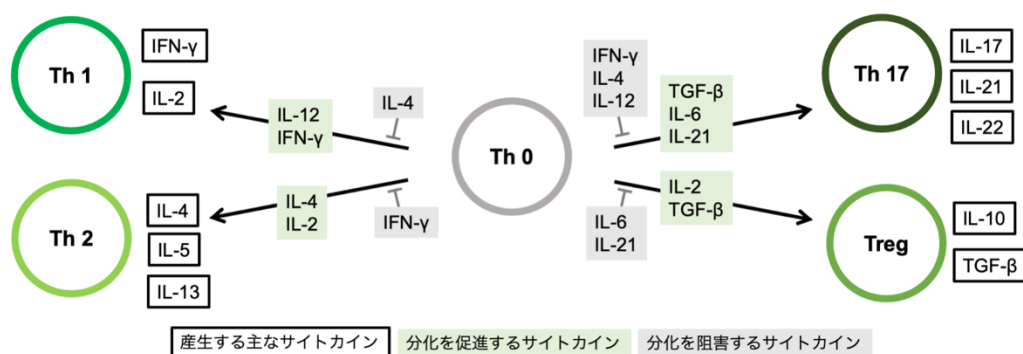 Th 1
IFN-γ
IL-2
IL-12
IFN-γ
IL-4
Th 0
IFN-γ
IL-4
IL-12
TGF-β
IL-6
IL-21
Th 17
IL-17
IL-21
IL-22
Th 2
IL-4
IL-5
IL-13
IL-4
IL-2
IFN-γ
IL-6
IL-21
IL-2
TGF-β
Treg
IL-10
TGF-β
産生する主なサイトカイン
分化を促進するサイトカイン
分化を阻害するサイトカイン